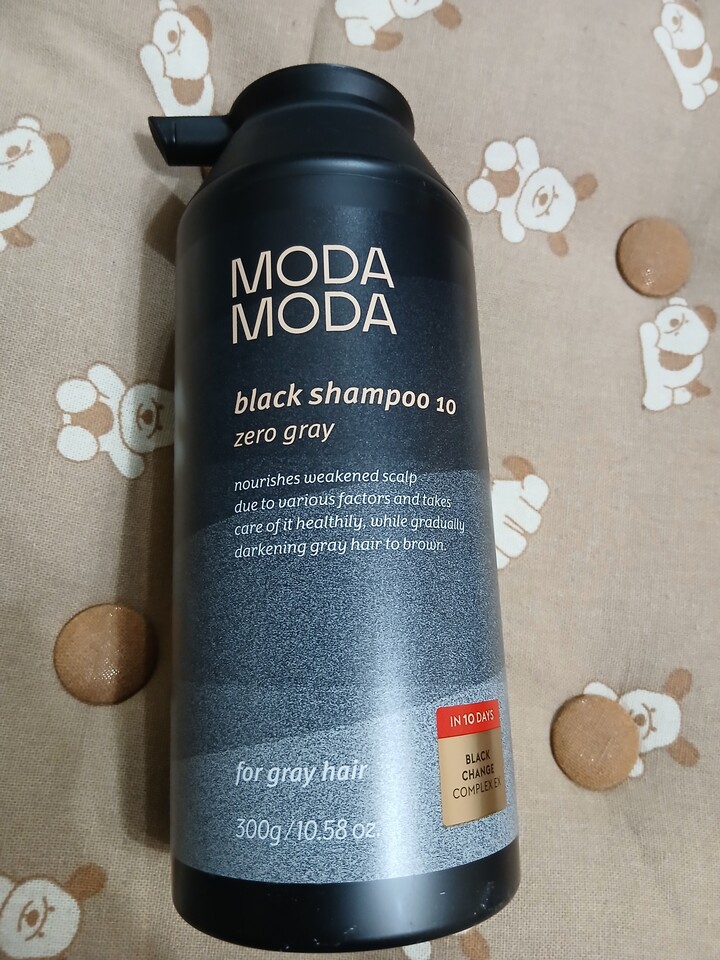 MODA
MODA
black shampoo 10
zero gray
nourishes weakened scalp
due to various factors and takes
care of it healthily, while gradually
darkening gray hair to brown.
IN 10 DAYS
BLACK
CHANGE
COMPLEX EX
for gray hair
300g/10.58 oz.